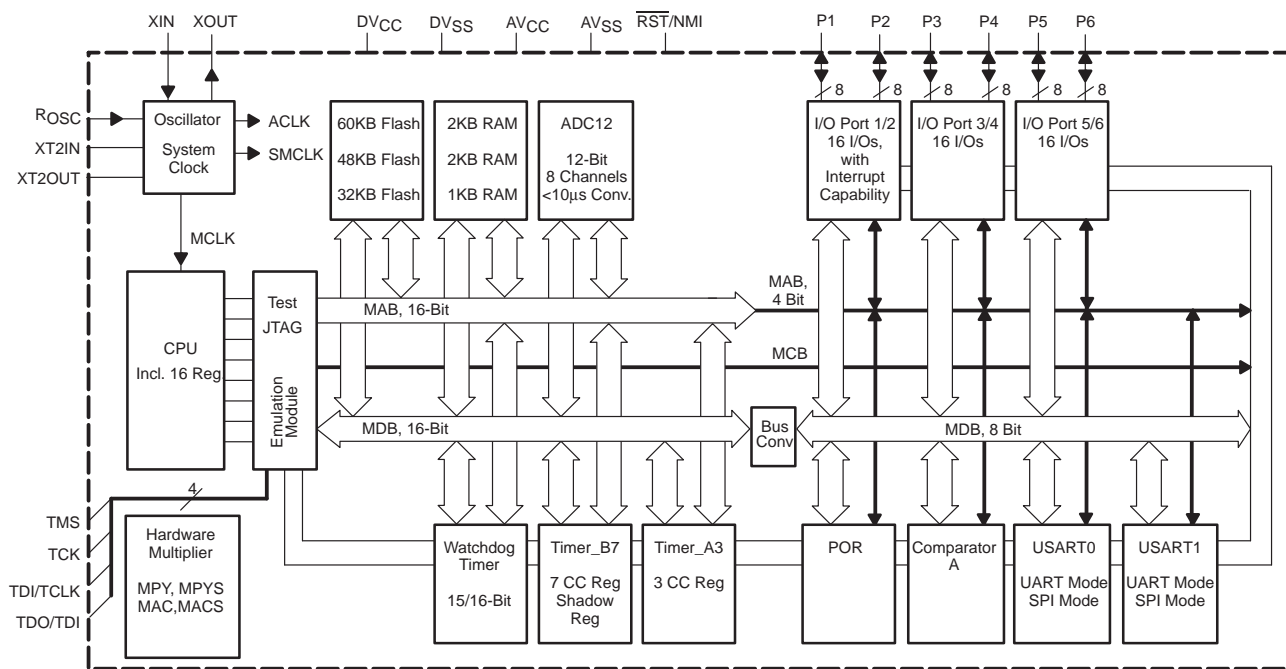 XIN XOUT DVCC DVSS AVCC AVSS RST/NMI P1 P2 P3 P4 P5 P6
8 8 8 8 8 8
ROSC
XT2IN
XT2OUT
Oscillator
System
Clock
ACLK
SMCLK
MCLK
60KB Flash
48KB Flash
32KB Flash
2KB RAM
2KB RAM
1KB RAM
ADC12
12-Bit
8 Channels
<10µs Conv.
I/O Port 1/2
16 I/Os,
with
Interrupt
Capability
I/O Port 3/4
16 I/Os
I/O Port 5/6
16 I/Os
CPU
Incl. 16 Reg.
Test
JTAG
Emulation
Module
MAB, 16-Bit
MAB,
4 Bit
MCB
MDB, 16-Bit
Bus
Conv
MDB, 8 Bit
4
TMS
TCK
TDI/TCLK
TDO/TDI
Hardware
Multiplier
MPY, MPYS
MAC,MACS
Watchdog
Timer
15/16-Bit
Timer_B7
7 CC Reg
Shadow
Reg
Timer_A3
3 CC Reg
POR
Comparator
A
USART0
UART Mode
SPI Mode
USART1
UART Mode
SPI Mode